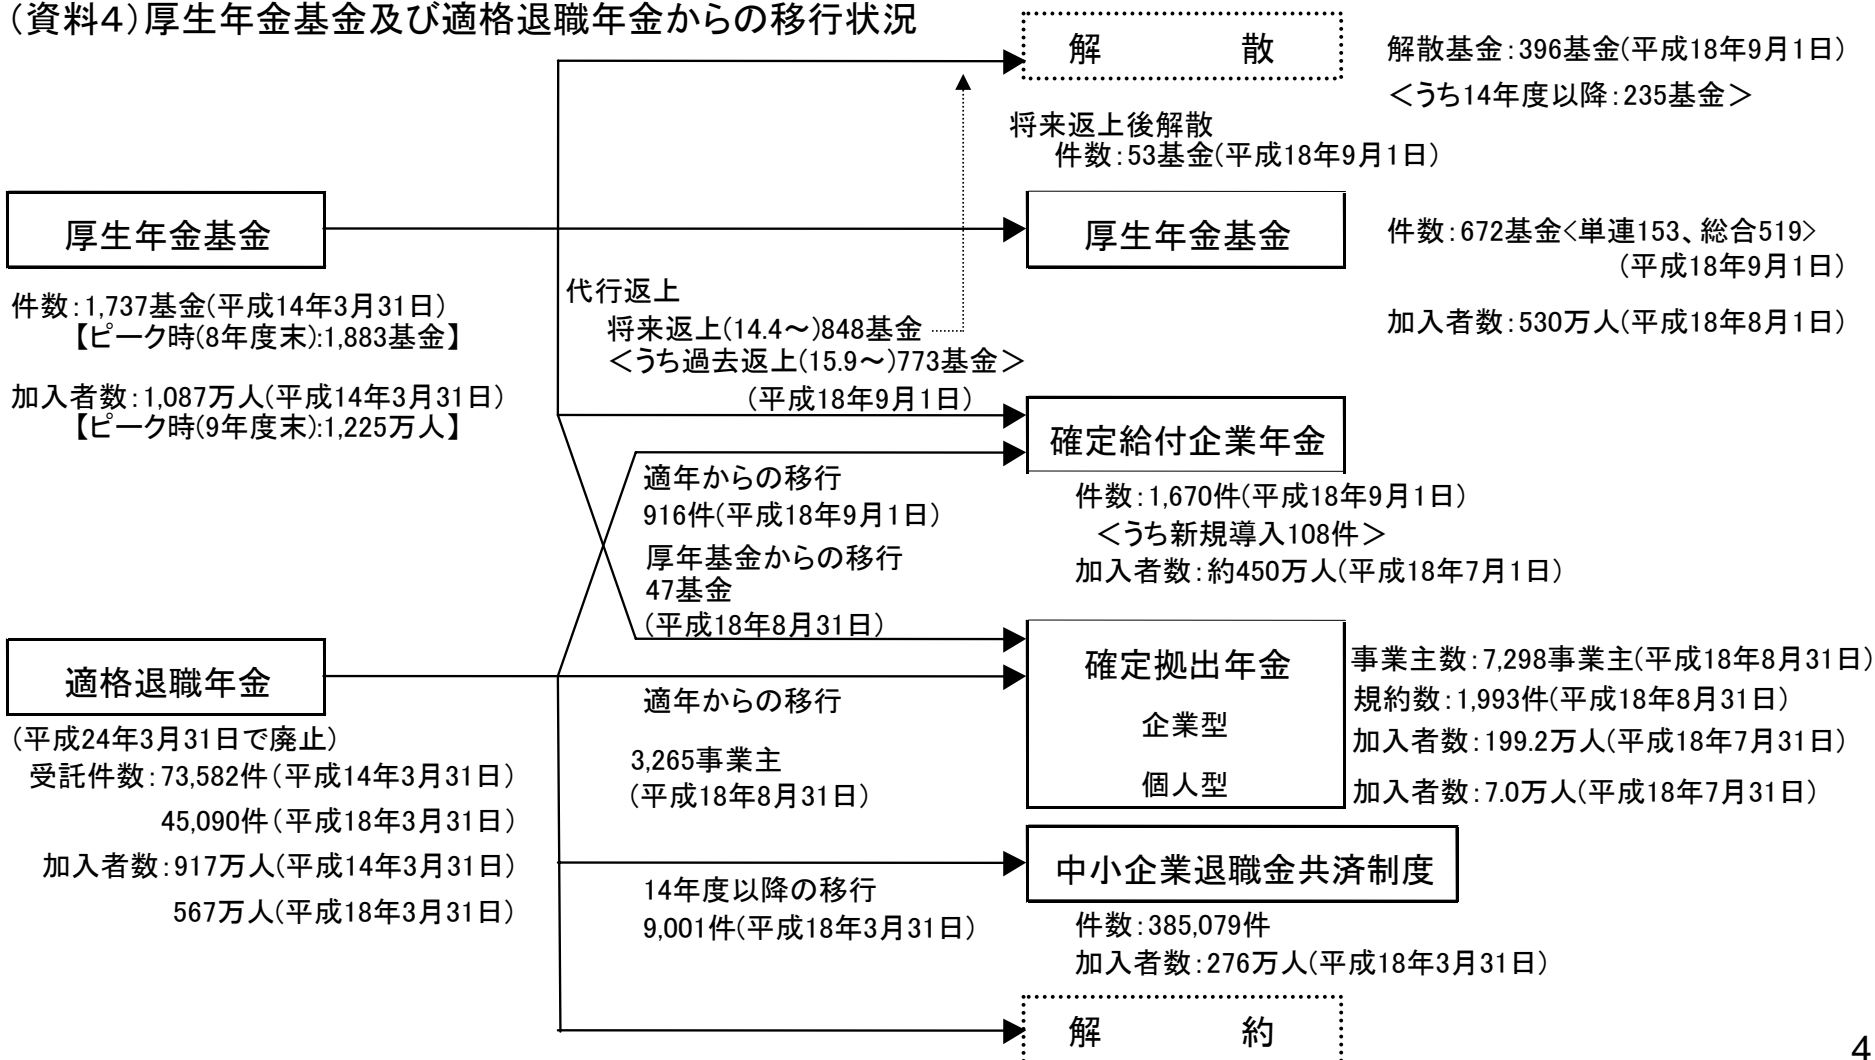 (資料4)厚生年金基金及び適格退職年金からの移行状況
解　　　散
解散基金:396基金(平成18年9月1日)
<うち14年度以降:235基金>
将来返上後解散
件数:53基金(平成18年9月1日)
厚生年金基金
件数:1,737基金(平成14年3月31日)
【ピーク時(8年度末):1,883基金】
加入者数:1,087万人(平成14年3月31日)
【ピーク時(9年度末):1,225万人】
厚生年金基金
件数:672基金<単連153、総合519>
(平成18年9月1日)
加入者数:530万人(平成18年8月1日)
代行返上
将来返上(14.4~)848基金
<うち過去返上(15.9~)773基金>
(平成18年9月1日)
確定給付企業年金
件数:1,670件(平成18年9月1日)
<うち新規導入108件>
加入者数:約450万人(平成18年7月1日)
適年からの移行
916件(平成18年9月1日)
厚年基金からの移行
47基金
(平成18年8月31日)
適格退職年金
(平成24年3月31日で廃止)
受託件数:73,582件(平成14年3月31日)
45,090件(平成18年3月31日)
加入者数:917万人(平成14年3月31日)
567万人(平成18年3月31日)
適年からの移行
3,265事業主
(平成18年8月31日)
確定拠出年金
企業型
個人型
事業主数:7,298事業主(平成18年8月31日)
規約数:1,993件(平成18年8月31日)
加入者数:199.2万人(平成18年7月31日)
加入者数:7.0万人(平成18年7月31日)
14年度以降の移行
9,001件(平成18年3月31日)
中小企業退職金共済制度
件数:385,079件
加入者数:276万人(平成18年3月31日)
解　　　約
4